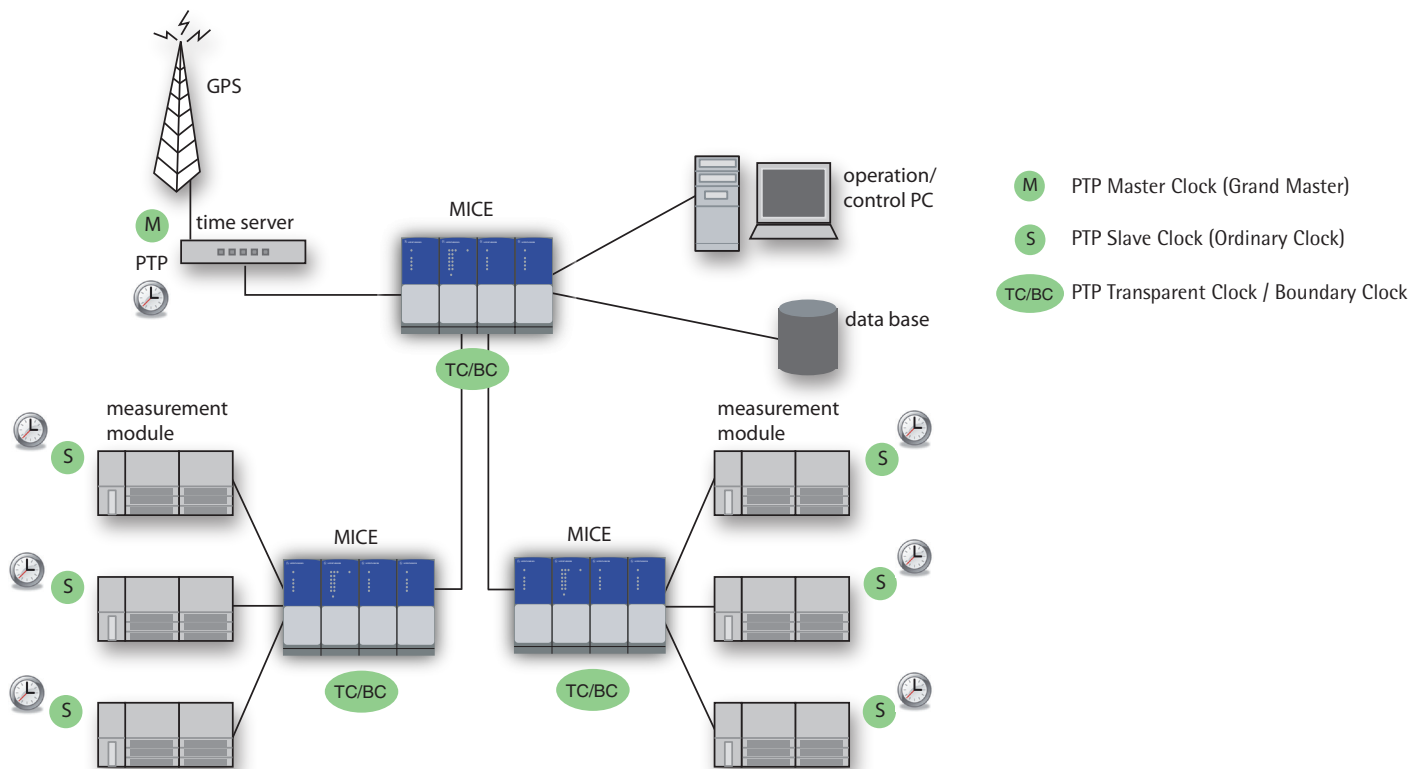 GPS
M
time server
PTP
MICE
operation/
control PC
data base
TC/BC
M PTP Master Clock (Grand Master)
S PTP Slave Clock (Ordinary Clock)
TC/BC PTP Transparent Clock / Boundary Clock
measurement
module
S
S
S
MICE
TC/BC
MICE
TC/BC
measurement
module
S
S
S